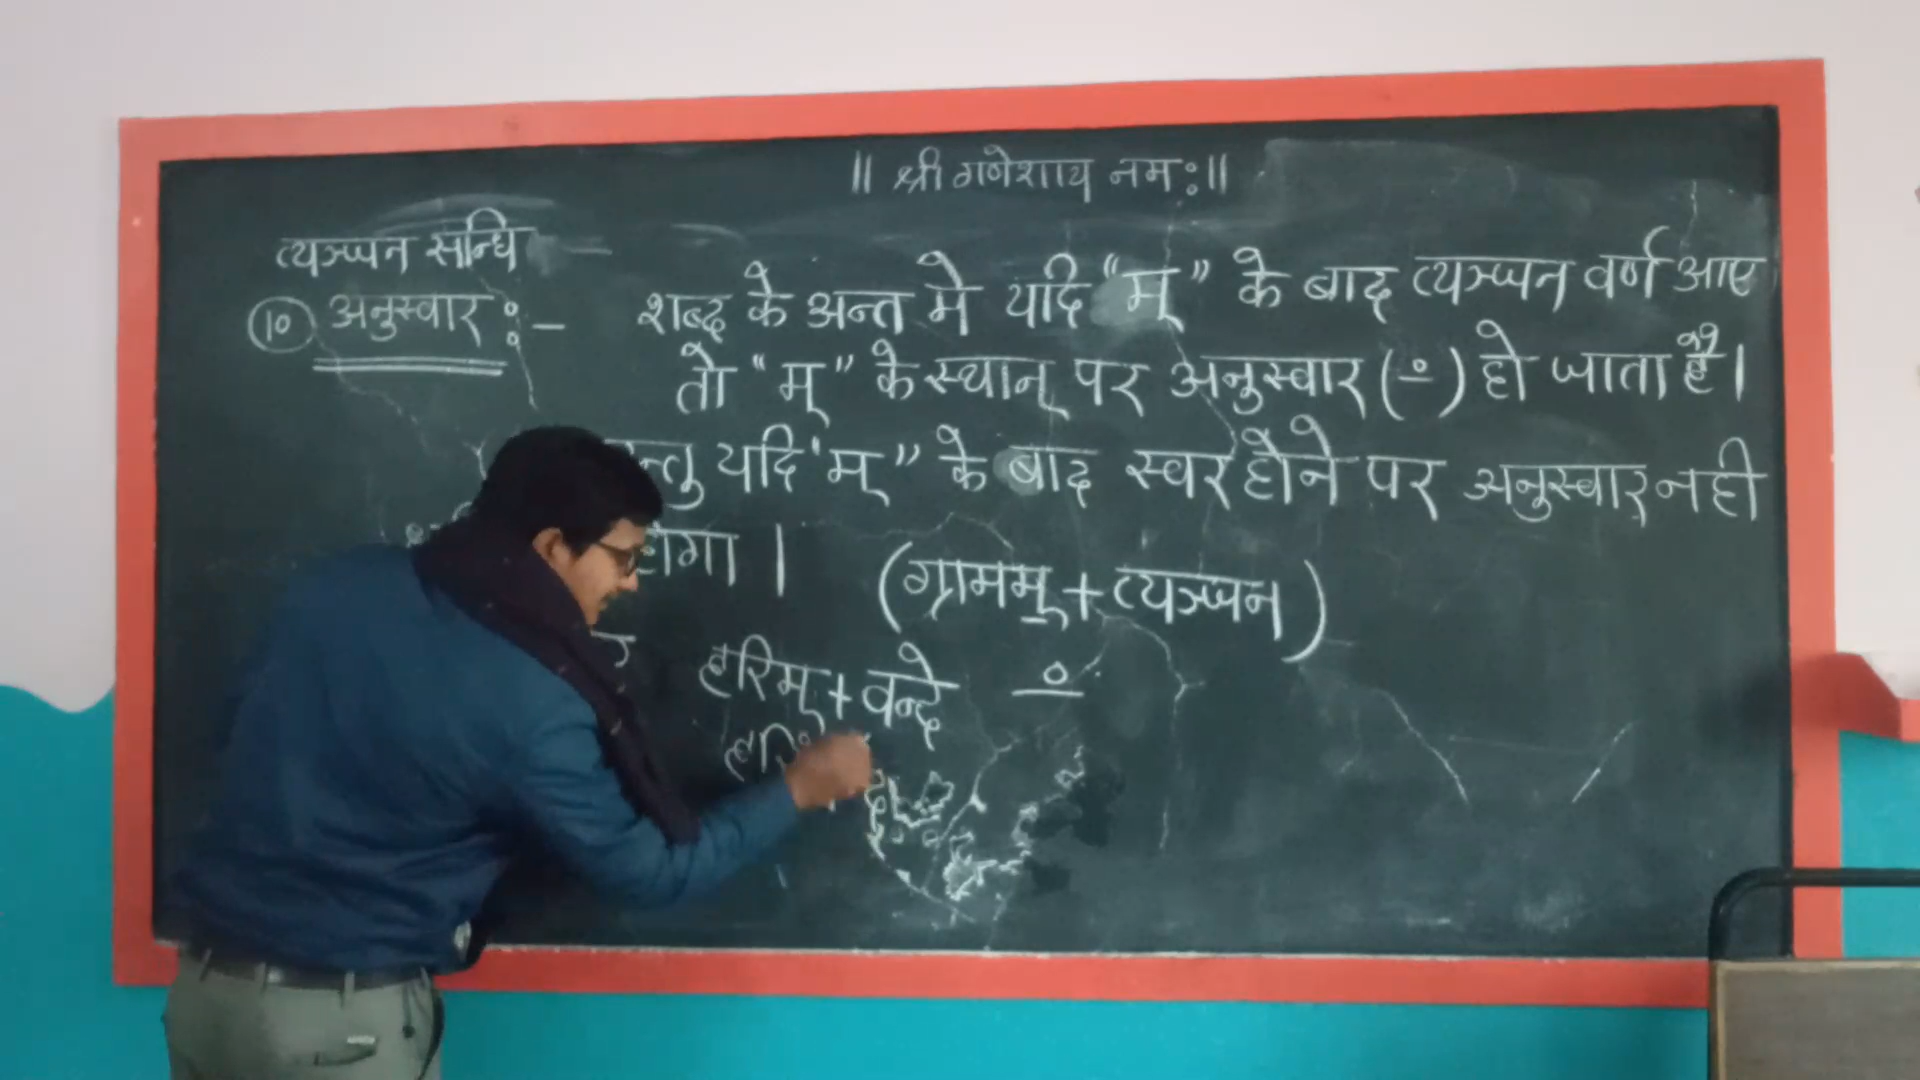 ॥ श्री गणेशाय नमः॥
व्यञ्जन सन्धि
१० अनुस्वार :-
शब्द के अन्त मे यदि "म्" के बाद व्यञ्जन वर्ण आए
तो "म्" के स्थान् पर अनुस्वार (ं) हो जाता है।
यदि 'म्" के बाद स्वर होने पर अनुस्वार् नही
होगा । (ग्रामम् + व्यञ्जन)
हरिम् + वन्दे ं